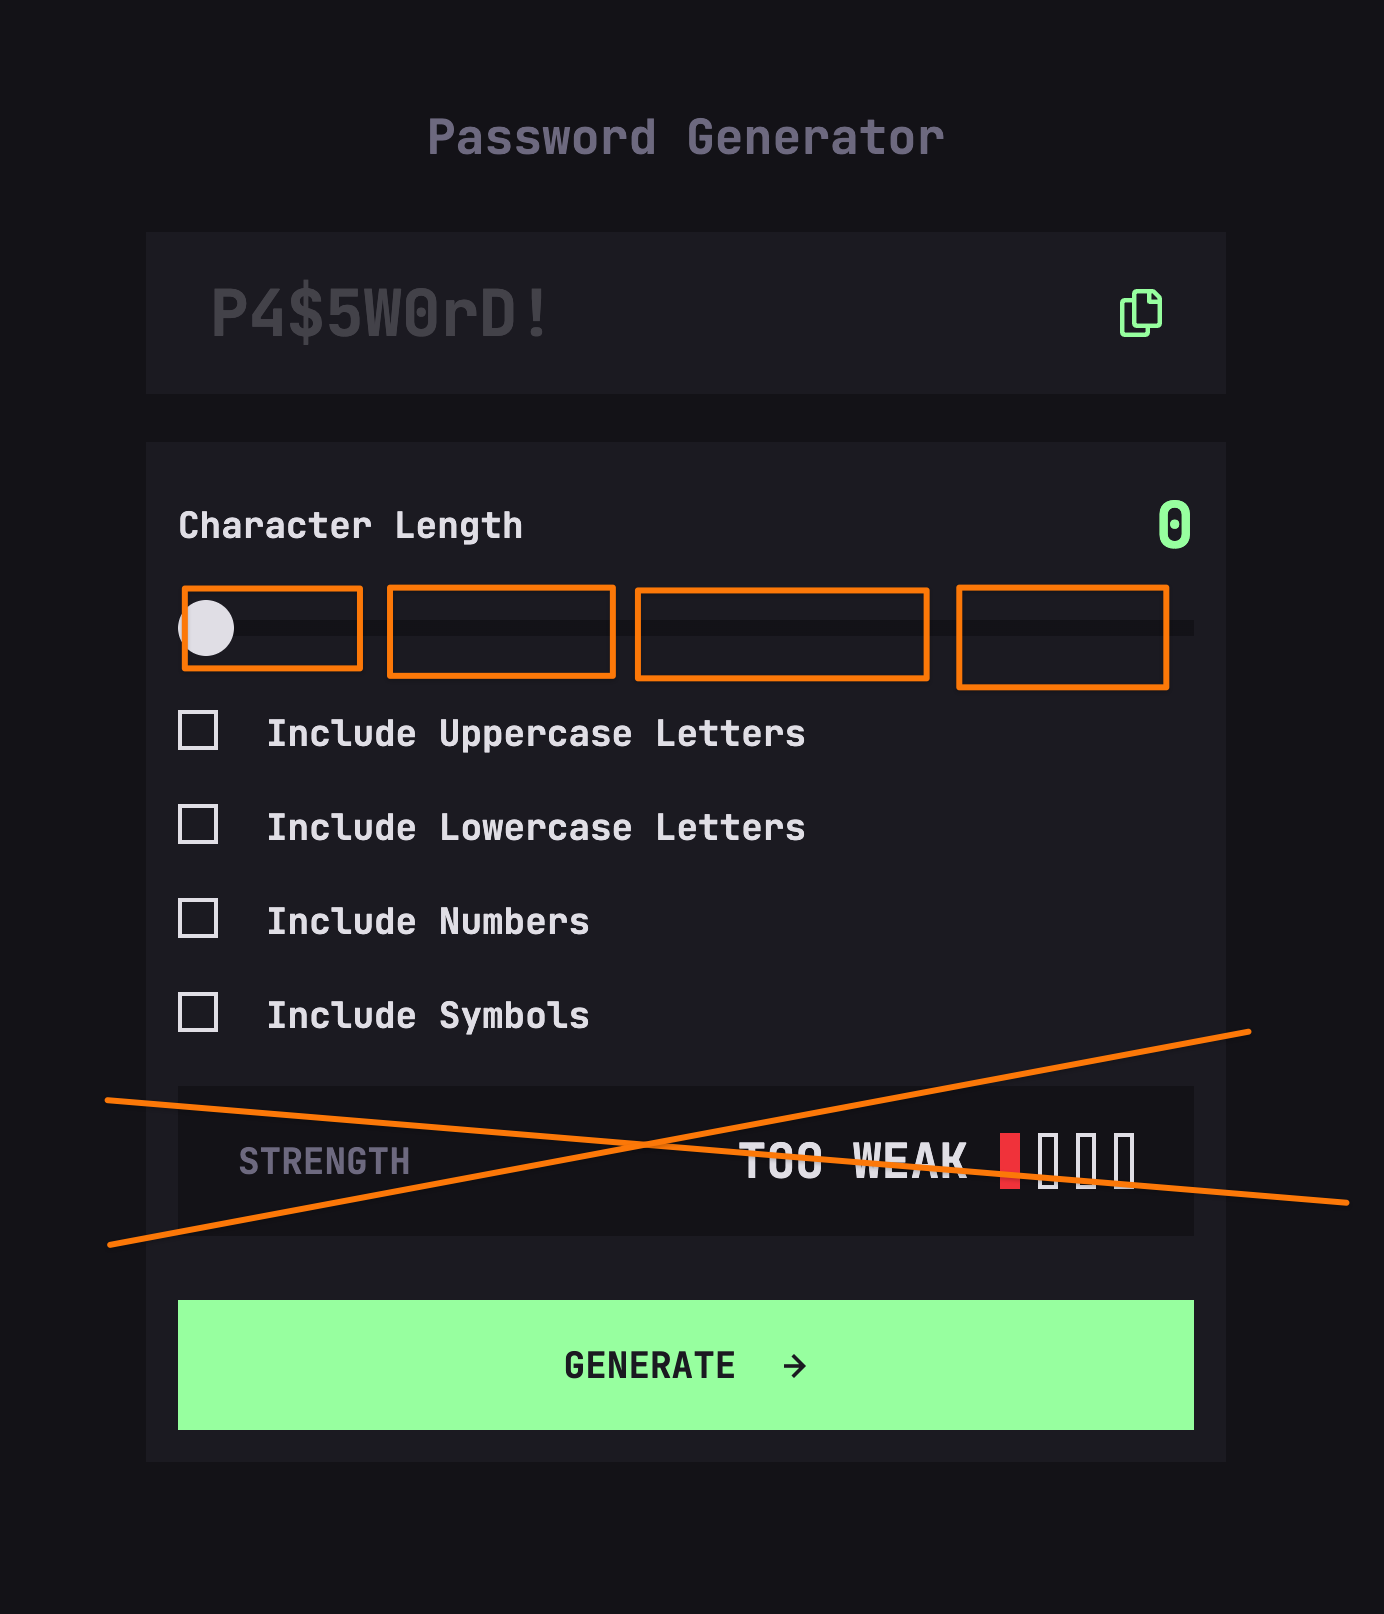 Password Generator
P4$5W0rD!
Character Length 0
Include Uppercase Letters
Include Lowercase Letters
Include Numbers
Include Symbols
STRENGTH TOO WEAK
GENERATE →